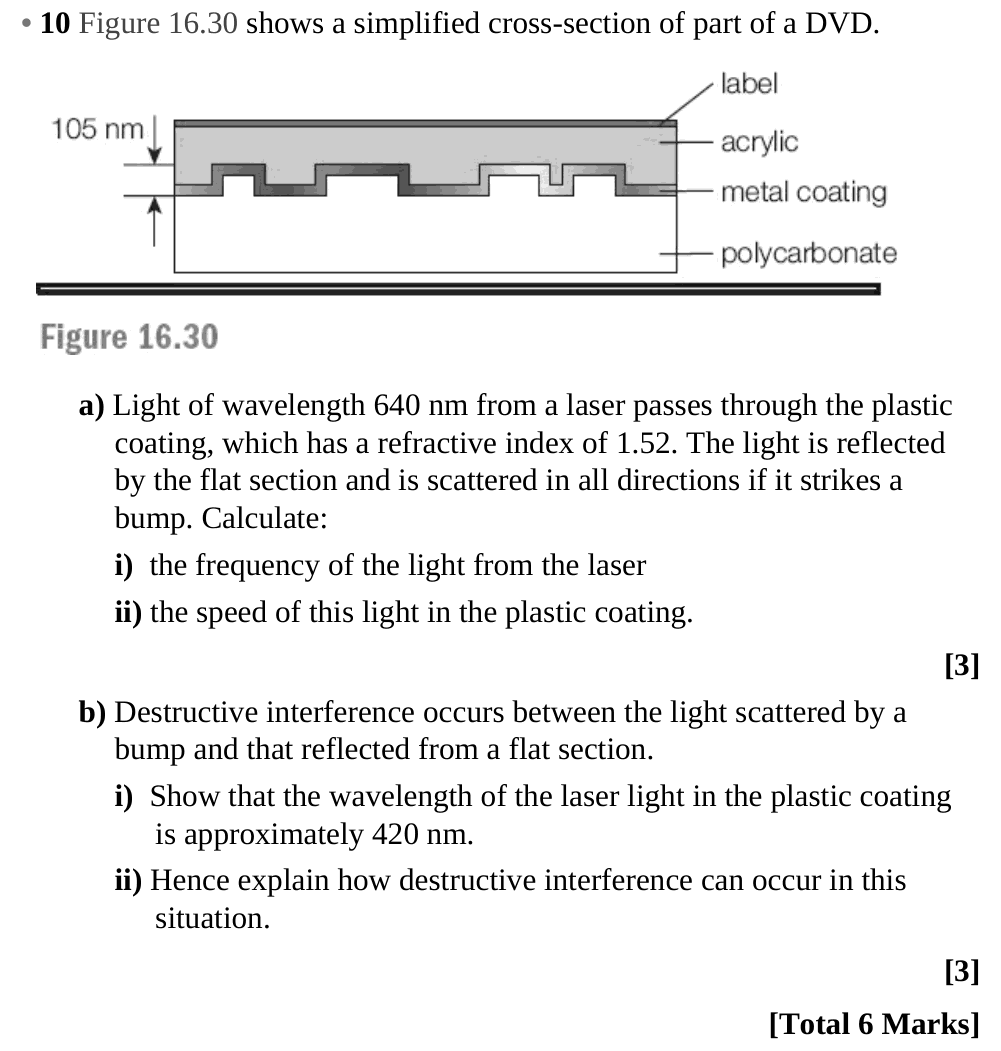 • 10 Figure 16.30 shows a simplified cross-section of part of a DVD.
label
105 nm
acrylic
metal coating
polycarbonate
Figure 16.30
a) Light of wavelength 640 nm from a laser passes through the plastic
coating, which has a refractive index of 1.52. The light is reflected
by the flat section and is scattered in all directions if it strikes a
bump. Calculate:
i) the frequency of the light from the laser
ii) the speed of this light in the plastic coating.
[3]
b) Destructive interference occurs between the light scattered by a
bump and that reflected from a flat section.
i) Show that the wavelength of the laser light in the plastic coating
is approximately 420 nm.
ii) Hence explain how destructive interference can occur in this
situation.
[3]
[Total 6 Marks]